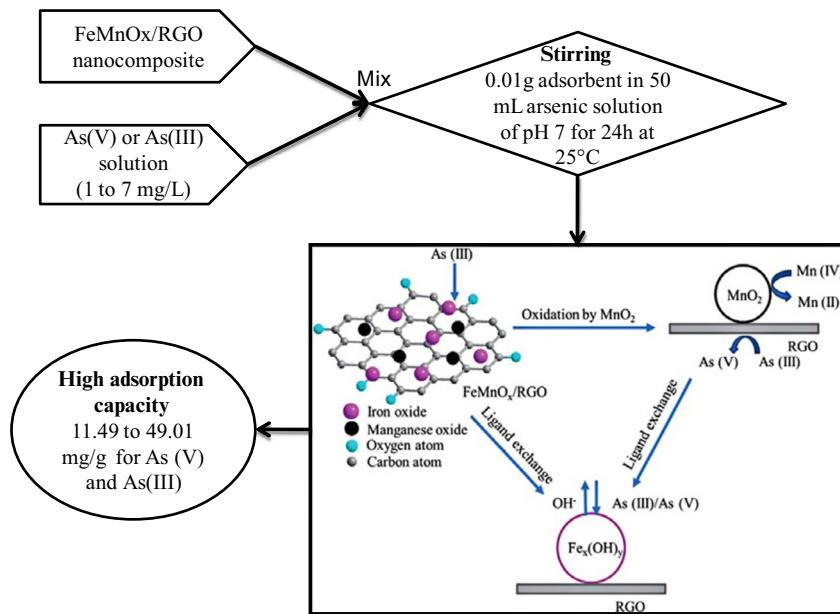 FeMnOx/RGO
nanocomposite
Mix
As(V) or As(III)
solution
(1 to 7 mg/L)
Stirring
0.01g adsorbent in 50
mL arsenic solution
of pH 7 for 24h at
25°C
As (III)
Oxidation by MnO₂
MnO₂
Mn (IV)
Mn (II)
RGO
As (V)
As (III)
FeMnOₓ/RGO
Iron oxide
Manganese oxide
Oxygen atom
Carbon atom
Ligand exchange
Ligand exchange
OH⁻
As (III)/As (V)
Feₓ(OH)ᵧ
RGO
High adsorption
capacity
11.49 to 49.01
mg/g for As (V)
and As(III)